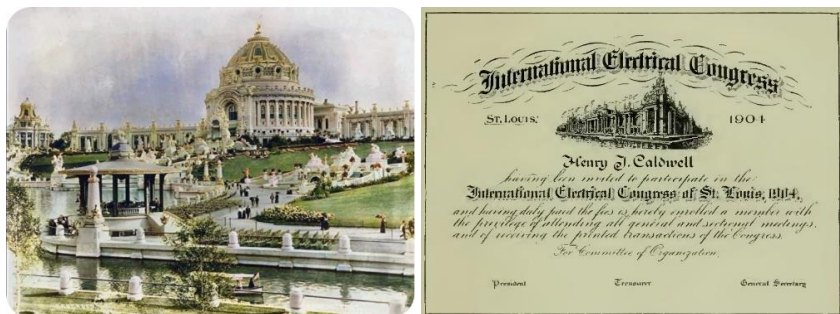 International Electrical Congress
St. Louis, 1904
Henry J. Caldwell
having been invited to participate in the
International Electrical Congress of St. Louis, 1904,
and having duly paid the fees is hereby enrolled a member with
the privilege of attending all general and sectional meetings,
and of receiving the printed transactions of the Congress.
For Committee of Organization,
President Treasurer General Secretary